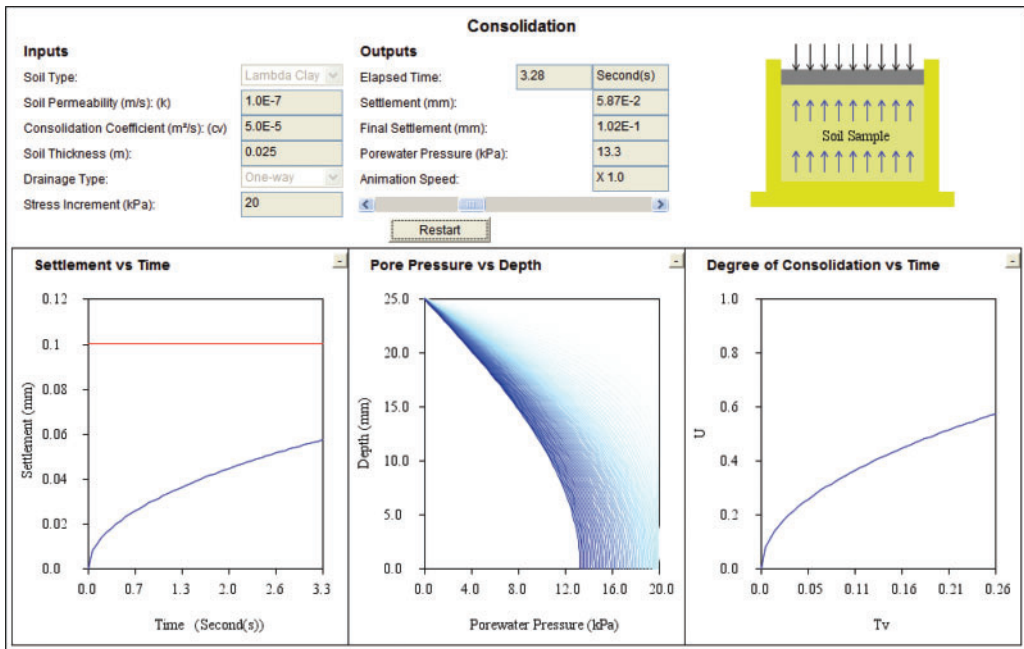 Consolidation
Inputs
Soil Type:
Lambda Clay
Soil Permeability (m/s): (k)
1.0E-7
Consolidation Coefficient (m²/s): (cv)
5.0E-5
Soil Thickness (m):
0.025
Drainage Type:
One-way
Stress Increment (kPa):
20
Outputs
Elapsed Time:
3.28
Second(s)
Settlement (mm):
5.87E-2
Final Settlement (mm):
1.02E-1
Porewater Pressure (kPa):
13.3
Animation Speed:
X 1.0
Restart
Soil Sample
Settlement vs Time
-
0.12
0.1
0.08
0.06
0.04
0.02
0.0
Settlement (mm)
0.0 0.7 1.3 2.0 2.6 3.3
Time (Second(s))
Pore Pressure vs Depth
-
25.0
20.0
15.0
10.0
5.0
0.0
Depth (mm)
0.0 4.0 8.0 12.0 16.0 20.0
Porewater Pressure (kPa)
Degree of Consolidation vs Time
-
1.0
0.8
0.6
0.4
0.2
0.0
U
0.0 0.05 0.11 0.16 0.21 0.26
Tv